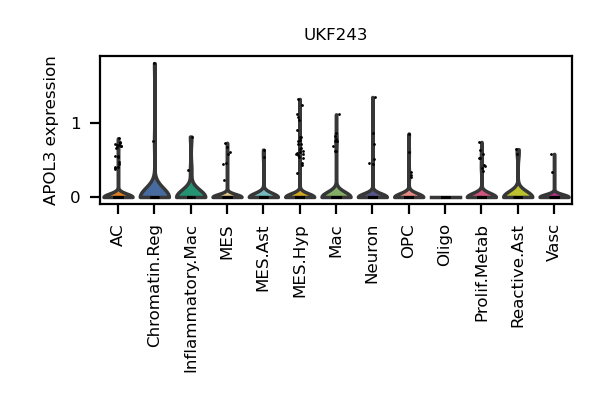 UKF243
APOL3 expression
1
0
AC
Chromatin.Reg
Inflammatory.Mac
MES
MES.Ast
MES.Hyp
Mac
Neuron
OPC
Oligo
Prolif.Metab
Reactive.Ast
Vasc